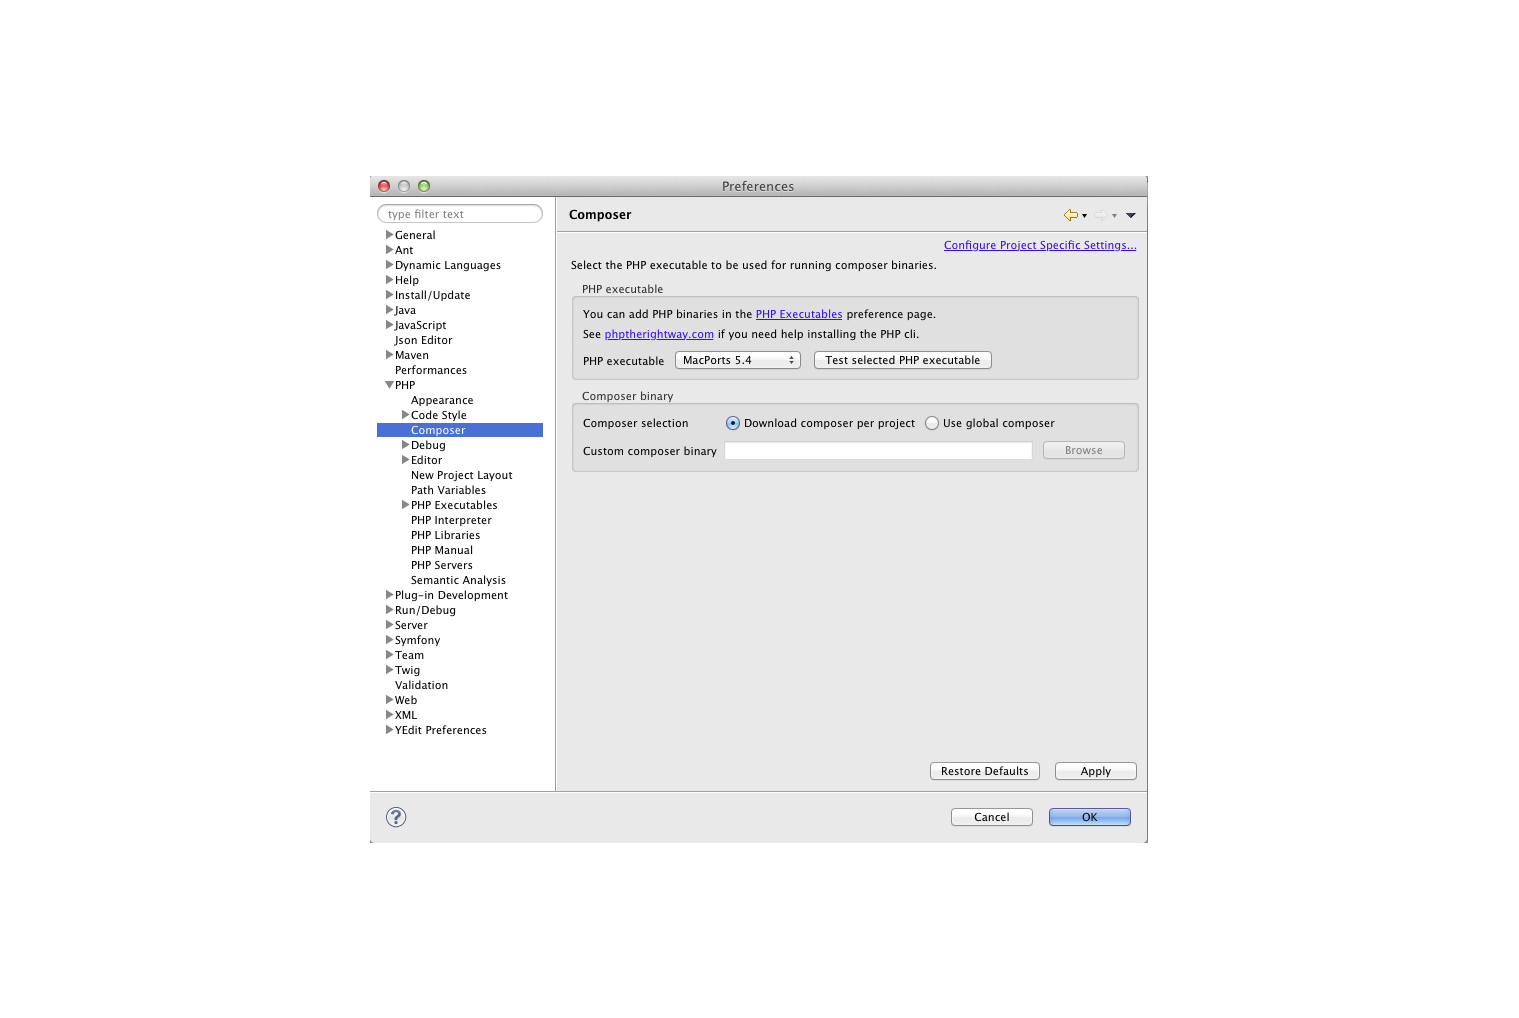 Preferences
type filter text
General
Ant
Dynamic Languages
Help
Install/Update
Java
JavaScript
Json Editor
Maven
Performances
PHP
Appearance
Code Style
Composer
Debug
Editor
New Project Layout
Path Variables
PHP Executables
PHP Interpreter
PHP Libraries
PHP Manual
PHP Servers
Semantic Analysis
Plug-in Development
Run/Debug
Server
Symfony
Team
Twig
Validation
Web
XML
YEdit Preferences
Composer
Configure Project Specific Settings...
Select the PHP executable to be used for running composer binaries.
PHP executable
You can add PHP binaries in the PHP Executables preference page.
See phptherightway.com if you need help installing the PHP cli.
PHP executable MacPorts 5.4 Test selected PHP executable
Composer binary
Composer selection Download composer per project Use global composer
Custom composer binary Browse
Restore Defaults Apply
? Cancel OK